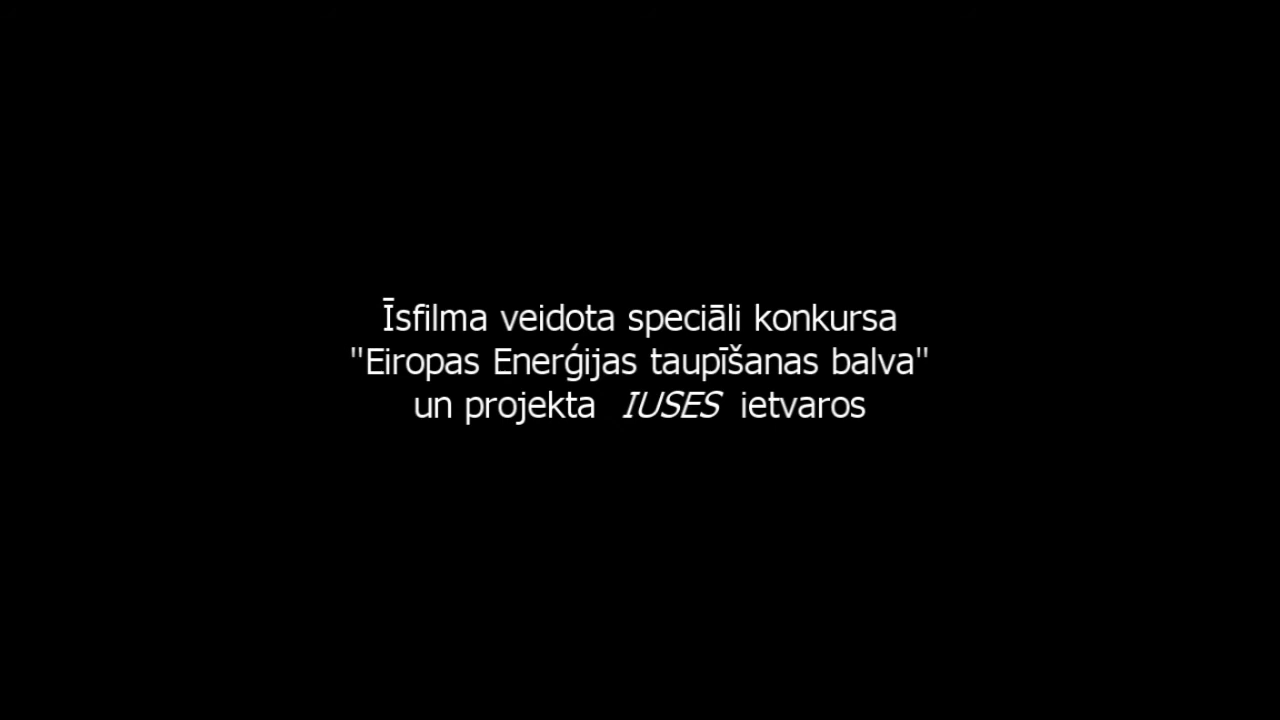 Īsfilma veidota speciāli konkursa
"Eiropas Enerģijas taupīšanas balva"
un projekta IUSES ietvaros